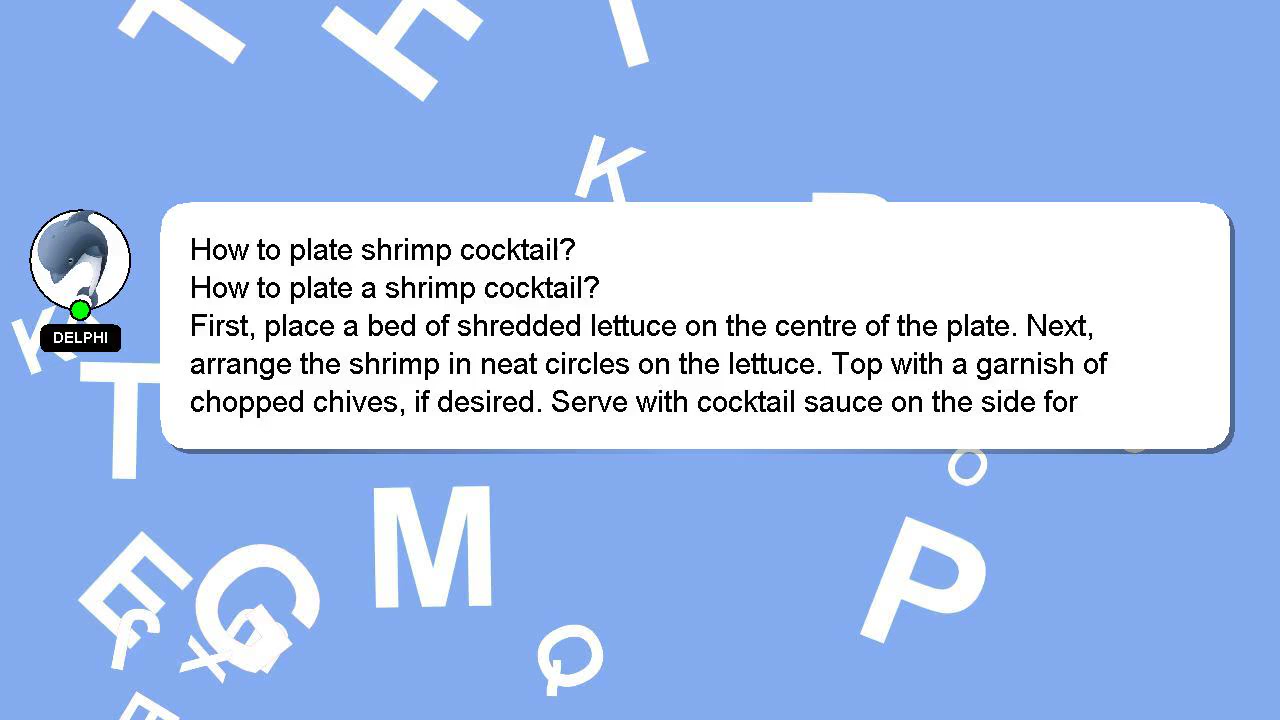 How to plate shrimp cocktail?
How to plate a shrimp cocktail?
First, place a bed of shredded lettuce on the centre of the plate. Next,
arrange the shrimp in neat circles on the lettuce. Top with a garnish of
chopped chives, if desired. Serve with cocktail sauce on the side for
DELPHI
H
K
K
T
O
M
P
E
G
J
X
Q
E